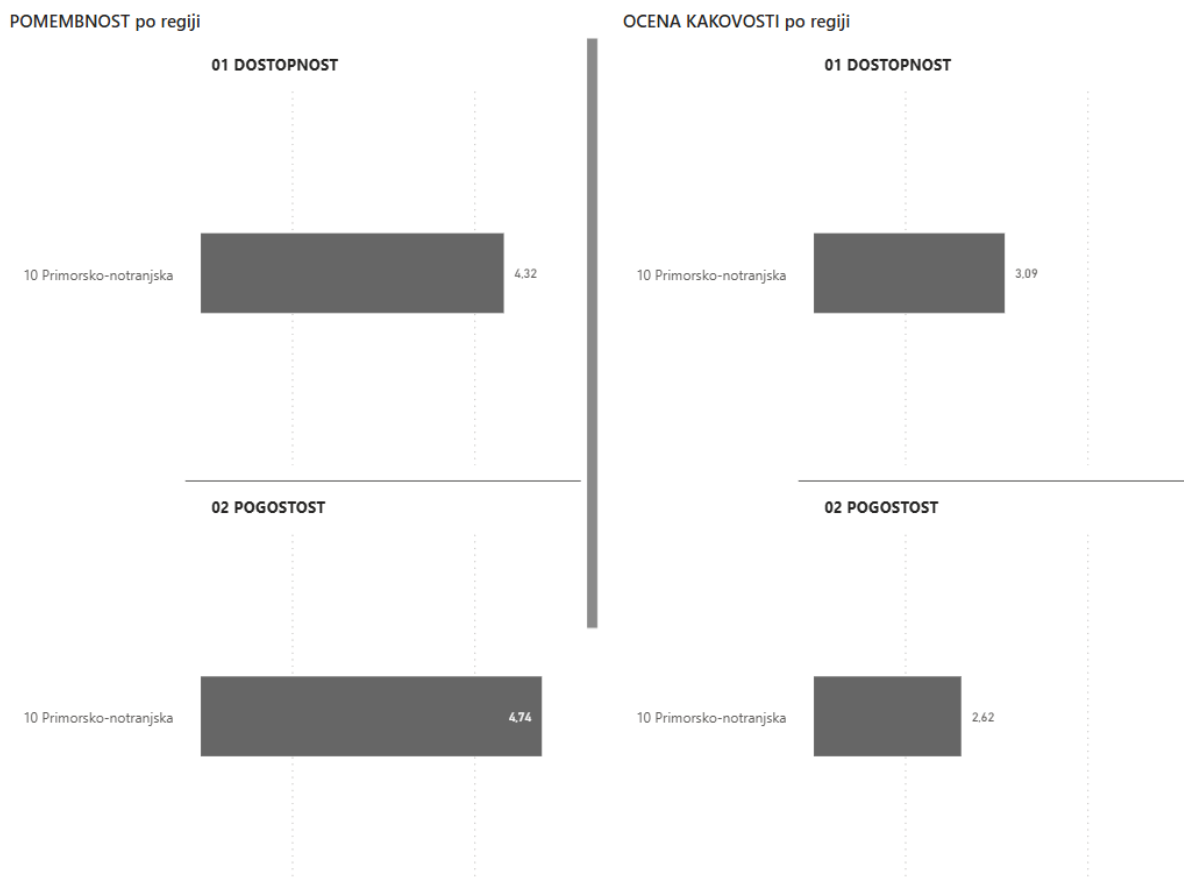 POMEMBNOST po regiji
01 DOSTOPNOST
10 Primorsko-notranjska
4,32
02 POGOSTOST
10 Primorsko-notranjska
4,74
OCENA KAKOVOSTI po regiji
01 DOSTOPNOST
10 Primorsko-notranjska
3,09
02 POGOSTOST
10 Primorsko-notranjska
2,62